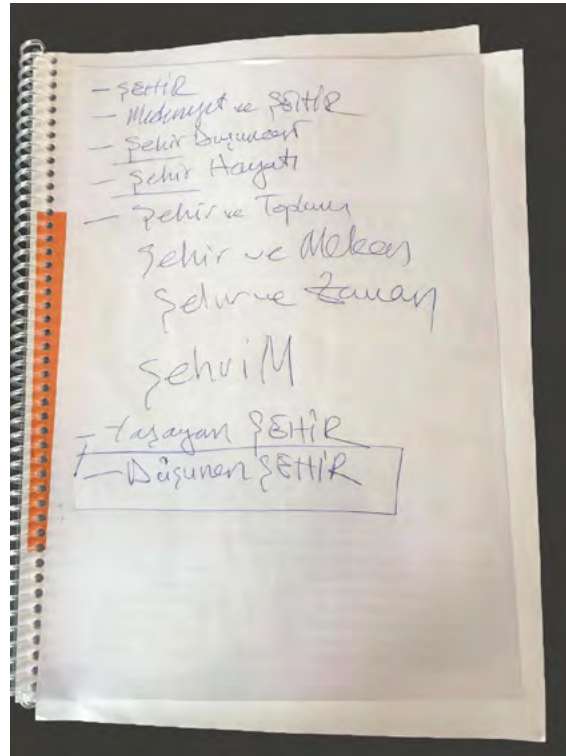 - ŞEHİR
- Medeniyet ve ŞEHİR
- Şehir Düşüncesi
- Şehir Hayatı
- Şehir ve Toplum
Şehir ve Mekan
Şehir ve Zaman
ŞehriM
- Yaşayan ŞEHİR
- Düşünen ŞEHİR